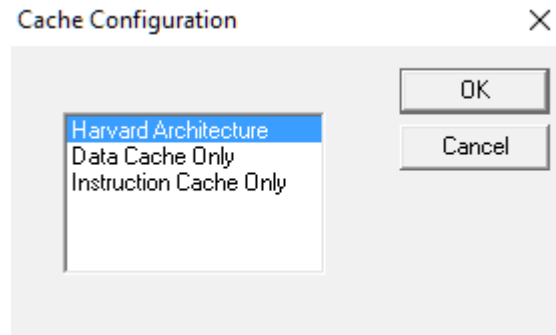 Cache Configuration
OK
Cancel
Harvard Architecture
Data Cache Only
Instruction Cache Only